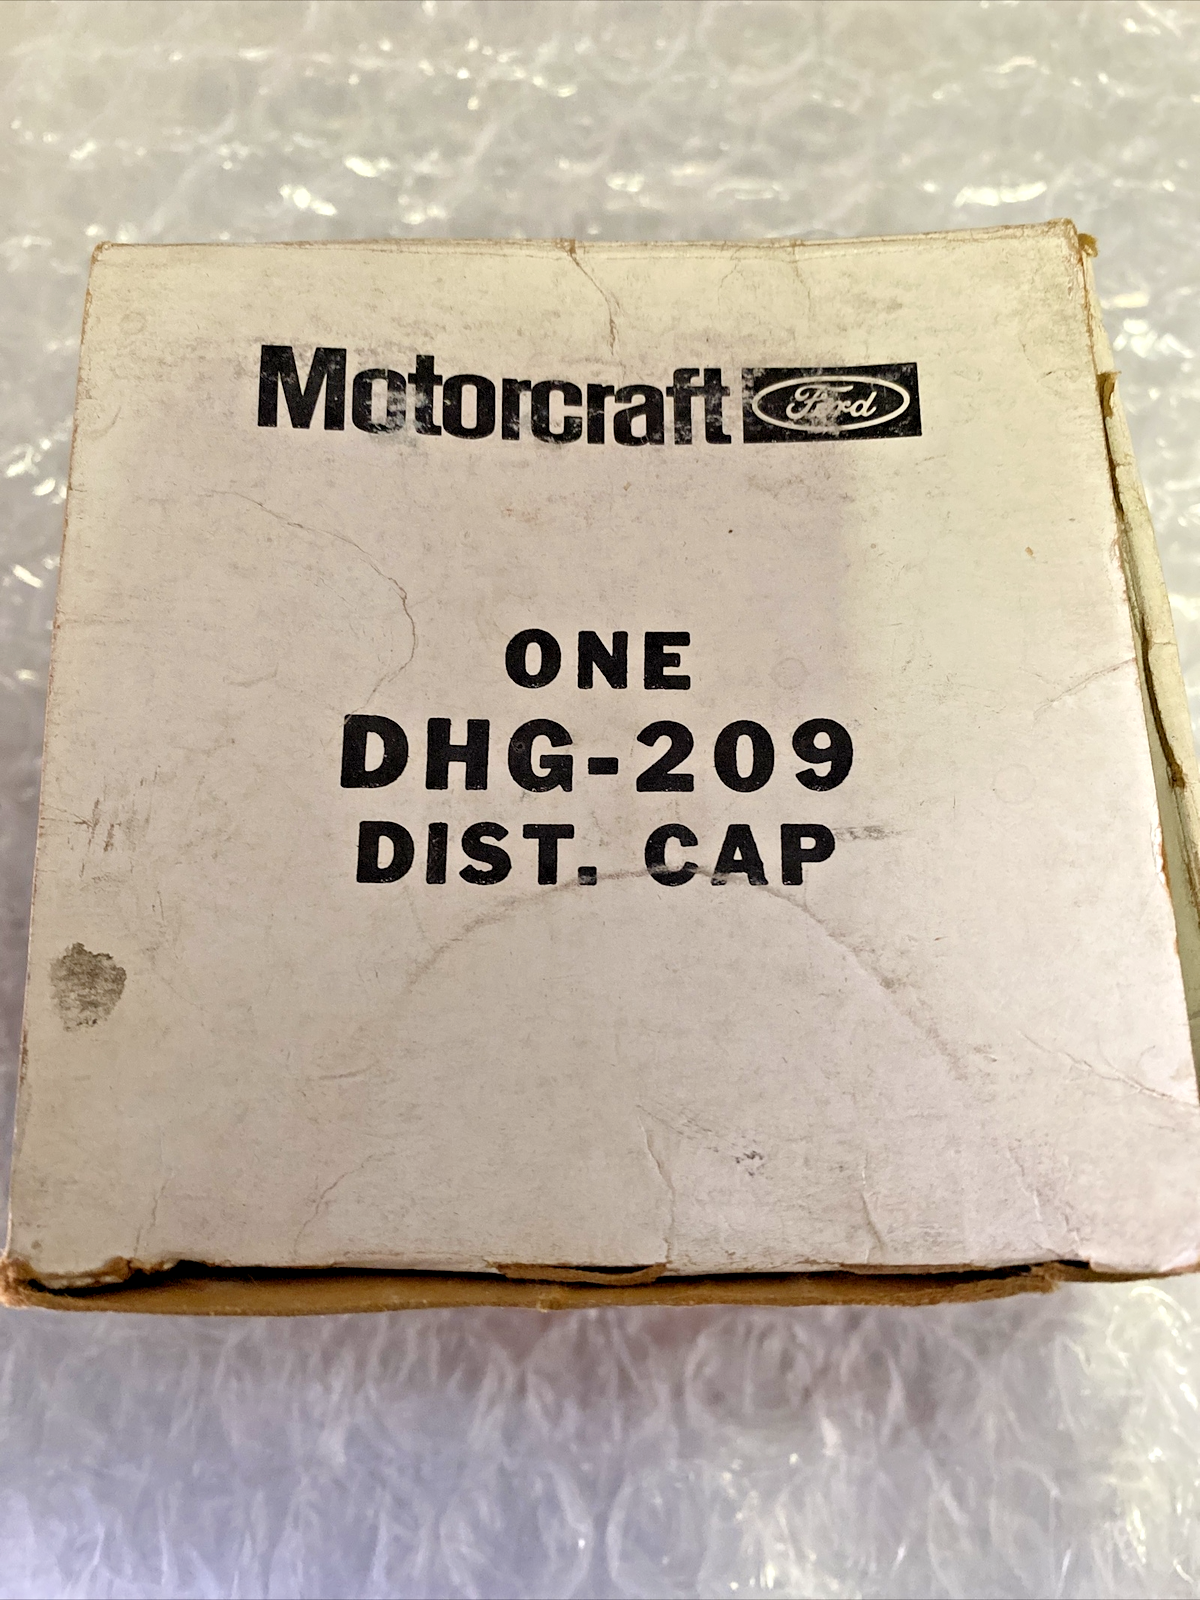 Motorcraft Ford
ONE
DHG-209
DIST. CAP